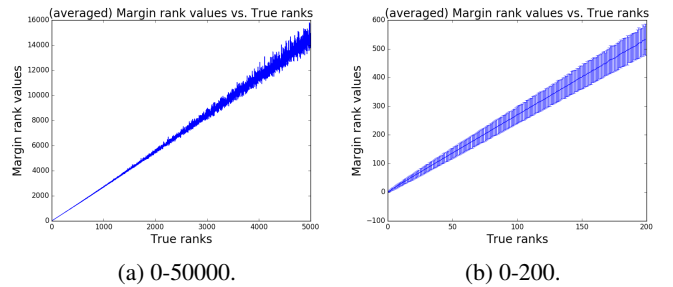 (averaged) Margin rank values vs. True ranks
16000
14000
12000
10000
8000
6000
4000
2000
0
0 1000 2000 3000 4000 5000
Margin rank values
True ranks
(a) 0-50000.
(averaged) Margin rank values vs. True ranks
600
500
400
300
200
100
0
−100
0 50 100 150 200
Margin rank values
True ranks
(b) 0-200.